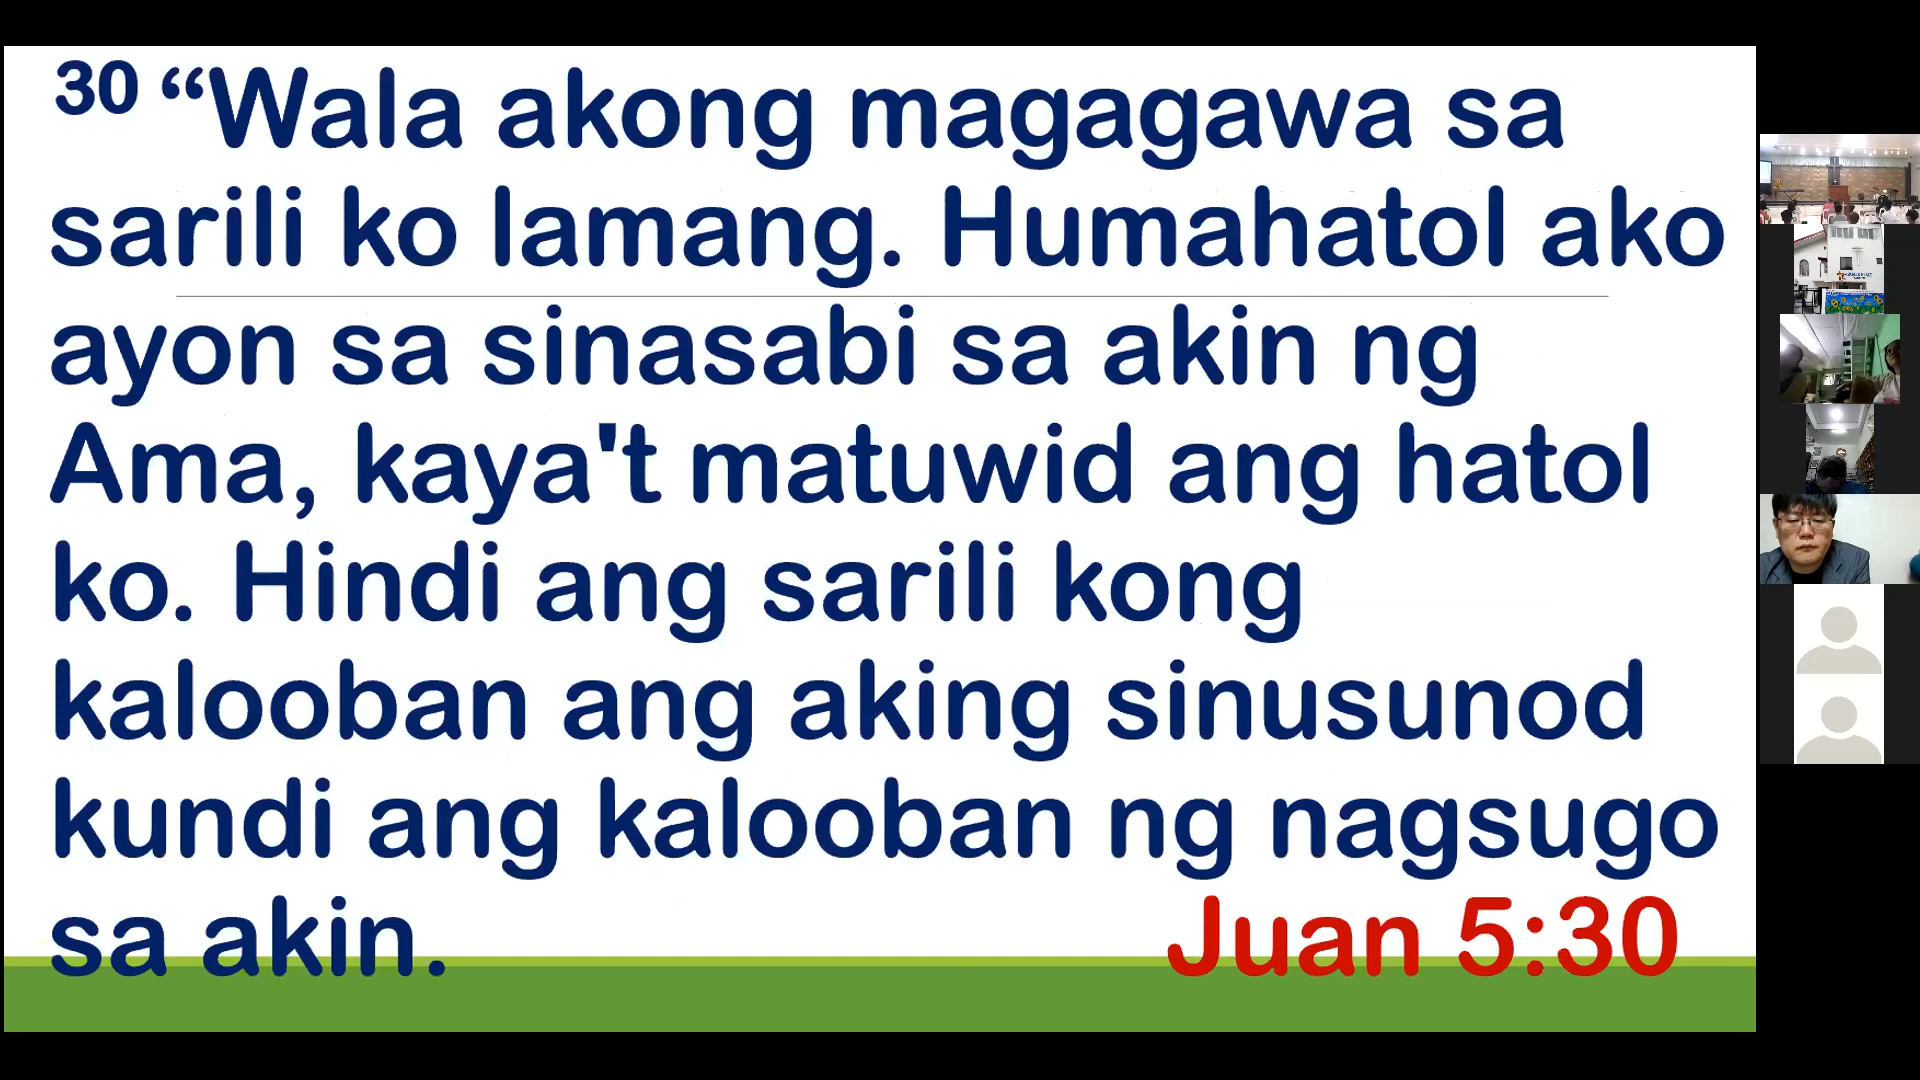 30 “Wala akong magagawa sa
sarili ko lamang. Humahatol ako
ayon sa sinasabi sa akin ng
Ama, kaya't matuwid ang hatol
ko. Hindi ang sarili kong
kalooban ang aking sinusunod
kundi ang kalooban ng nagsugo
sa akin.
Juan 5:30